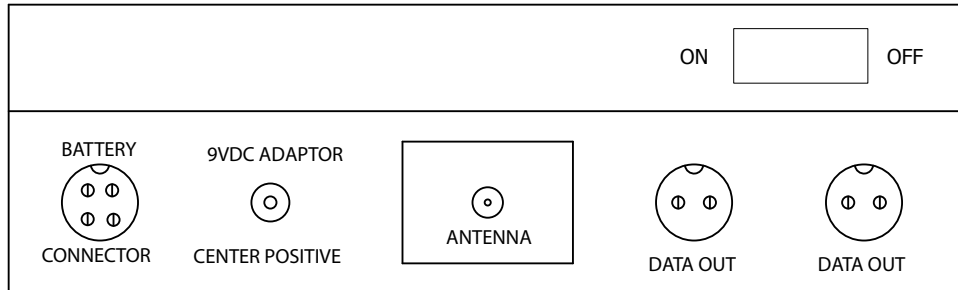 ON
OFF
BATTERY
CONNECTOR
9VDC ADAPTOR
CENTER POSITIVE
ANTENNA
DATA OUT
DATA OUT